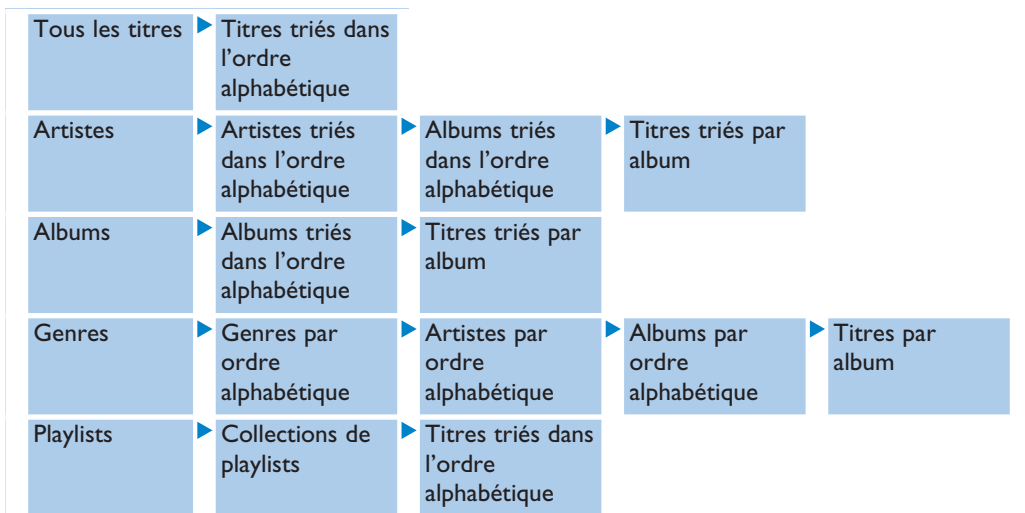 Tous les titres
Titres triés dans
l'ordre
alphabétique
Artistes
Artistes triés
dans l'ordre
alphabétique
Albums triés
dans l'ordre
alphabétique
Titres triés par
album
Albums
Albums triés
dans l'ordre
alphabétique
Titres triés par
album
Genres
Genres par
ordre
alphabétique
Artistes par
ordre
alphabétique
Albums par
ordre
alphabétique
Titres par
album
Playlists
Collections de
playlists
Titres triés dans
l'ordre
alphabétique